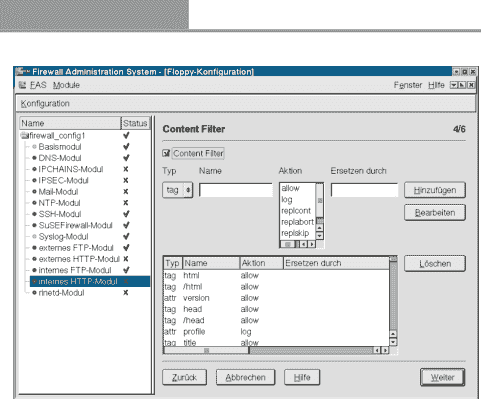 Firewall Administration System - [Floppy-Konfiguration]
FAS Module Fenster Hilfe
Konfiguration
Name Status
firewall_config1
Basismodul
DNS-Modul
IPCHAINS-Modul
IPSEC-Modul
Mail-Modul
NTP-Modul
SSH-Modul
SuSEFirewall-Modul
Syslog-Modul
externes FTP-Modul
externes HTTP-Modul
internes FTP-Modul
internes HTTP-Modul
rinetd-Modul
Content Filter 4/6
Content Filter
Typ Name Aktion Ersetzen durch
tag
allow
log
replcont
replabort
replskip
Hinzufügen
Bearbeiten
Typ Name Aktion Ersetzen durch
tag html allow
tag /html allow
attr version allow
tag head allow
tag /head allow
attr profile log
tag title allow
Löschen
Zurück Abbrechen Hilfe Weiter